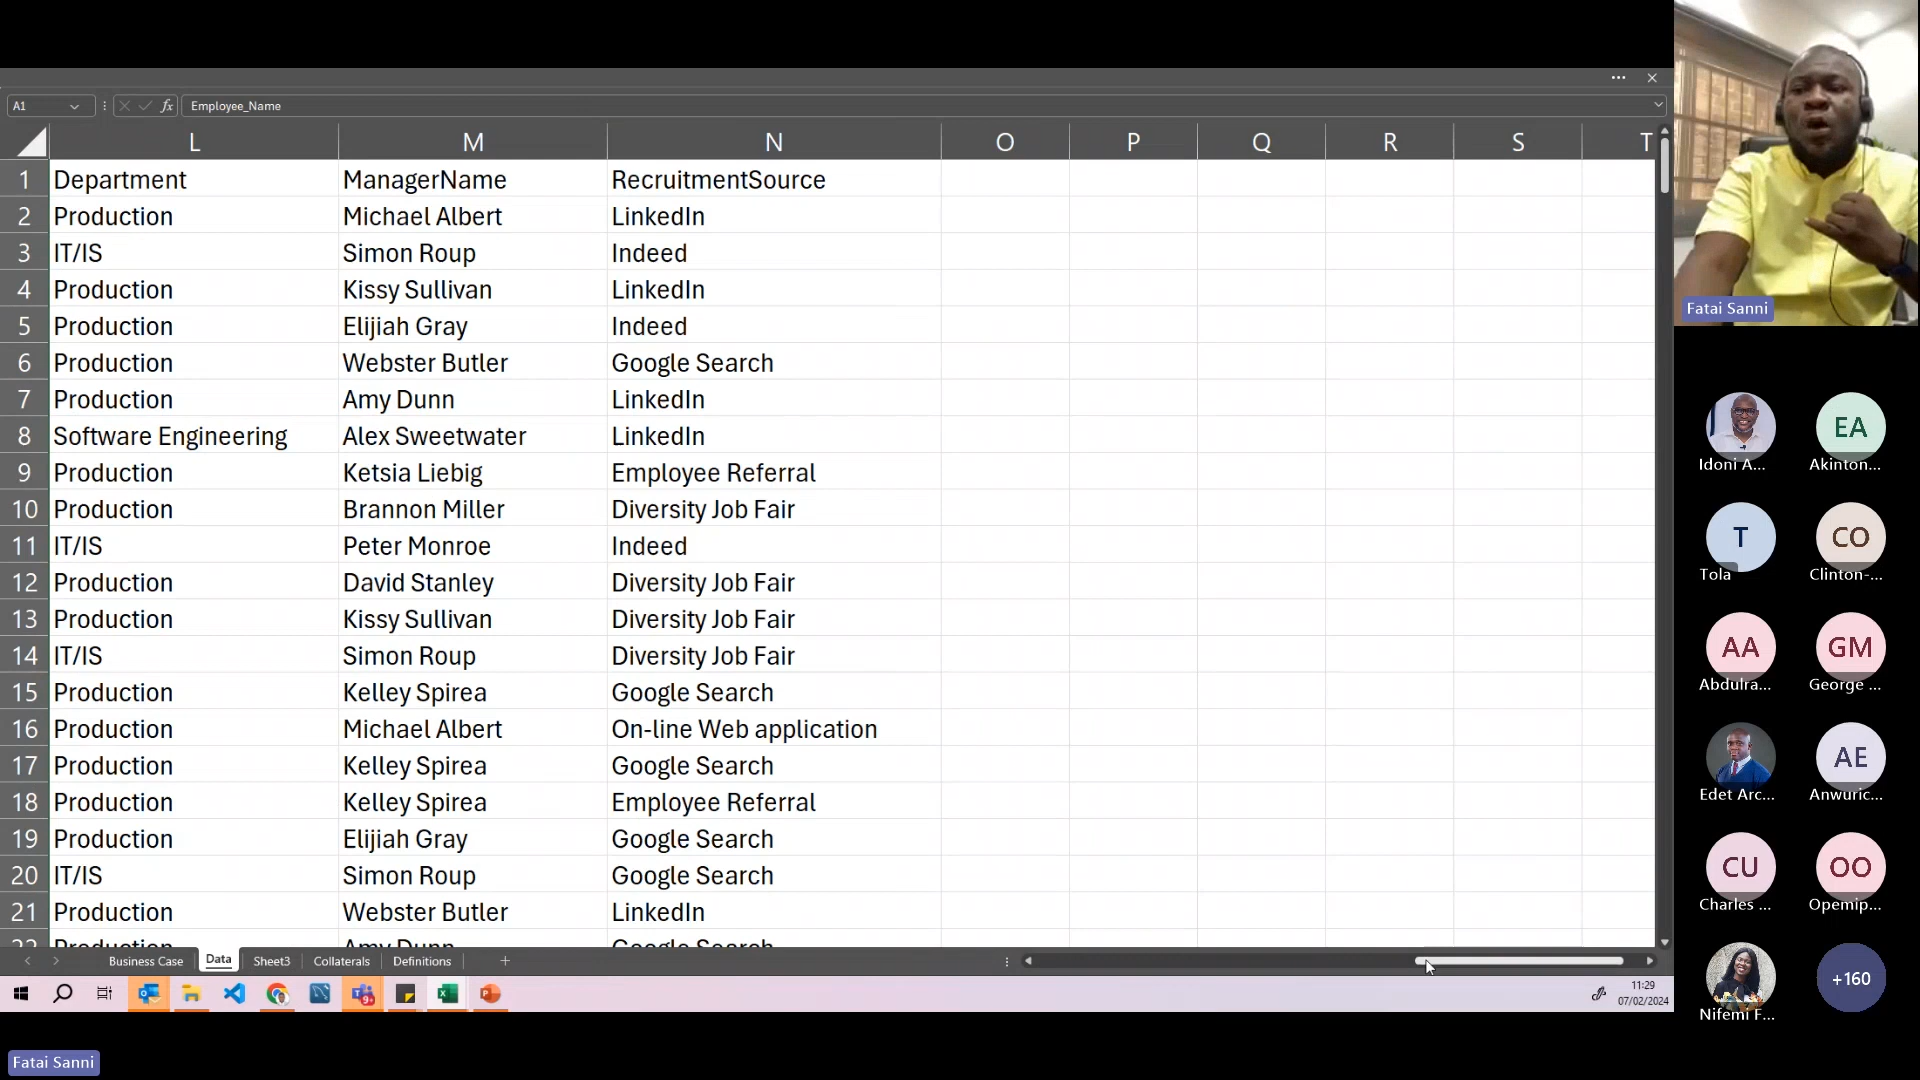 A1
fx
Employee_Name
L M N O P Q R S T
1 Department ManagerName RecruitmentSource
2 Production Michael Albert LinkedIn
3 IT/IS Simon Roup Indeed
4 Production Kissy Sullivan LinkedIn
5 Production Elijiah Gray Indeed
6 Production Webster Butler Google Search
7 Production Amy Dunn LinkedIn
8 Software Engineering Alex Sweetwater LinkedIn
9 Production Ketsia Liebig Employee Referral
10 Production Brannon Miller Diversity Job Fair
11 IT/IS Peter Monroe Indeed
12 Production David Stanley Diversity Job Fair
13 Production Kissy Sullivan Diversity Job Fair
14 IT/IS Simon Roup Diversity Job Fair
15 Production Kelley Spirea Google Search
16 Production Michael Albert On-line Web application
17 Production Kelley Spirea Google Search
18 Production Kelley Spirea Employee Referral
19 Production Elijiah Gray Google Search
20 IT/IS Simon Roup Google Search
21 Production Webster Butler LinkedIn
22 Production Amy Dunn Google Search
Business Case Data Sheet3 Collaterals Definitions
11:29
07/02/2024
Fatai Sanni
Fatai Sanni
Idoni A...
EA
Akinton...
T
Tola
CO
Clinton-...
AA
Abdulra...
GM
George ...
Edet Arc...
AE
Anwuric...
CU
Charles ...
OO
Opemip...
Nifemi F...
+160